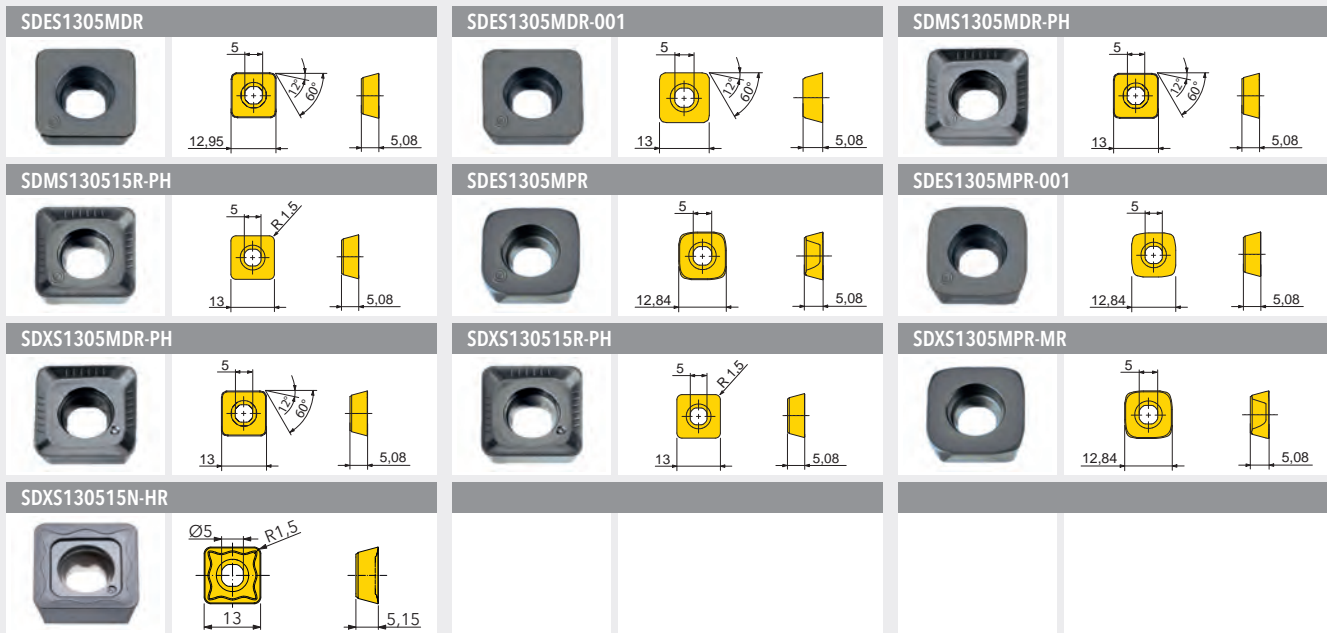 SDES1305MDR
5
12°
60°
12,95
5,08
SDES1305MDR-001
5
12°
60°
13
5,08
SDMS1305MDR-PH
5
12°
60°
13
5,08
SDMS130515R-PH
5
R 1,5
13
5,08
SDES1305MPR
5
12,84
5,08
SDES1305MPR-001
5
12,84
5,08
SDXS1305MDR-PH
5
12°
60°
13
5,08
SDXS130515R-PH
5
R 1,5
13
5,08
SDXS1305MPR-MR
5
12,84
5,08
SDXS130515N-HR
Ø5
R1,5
13
5,15